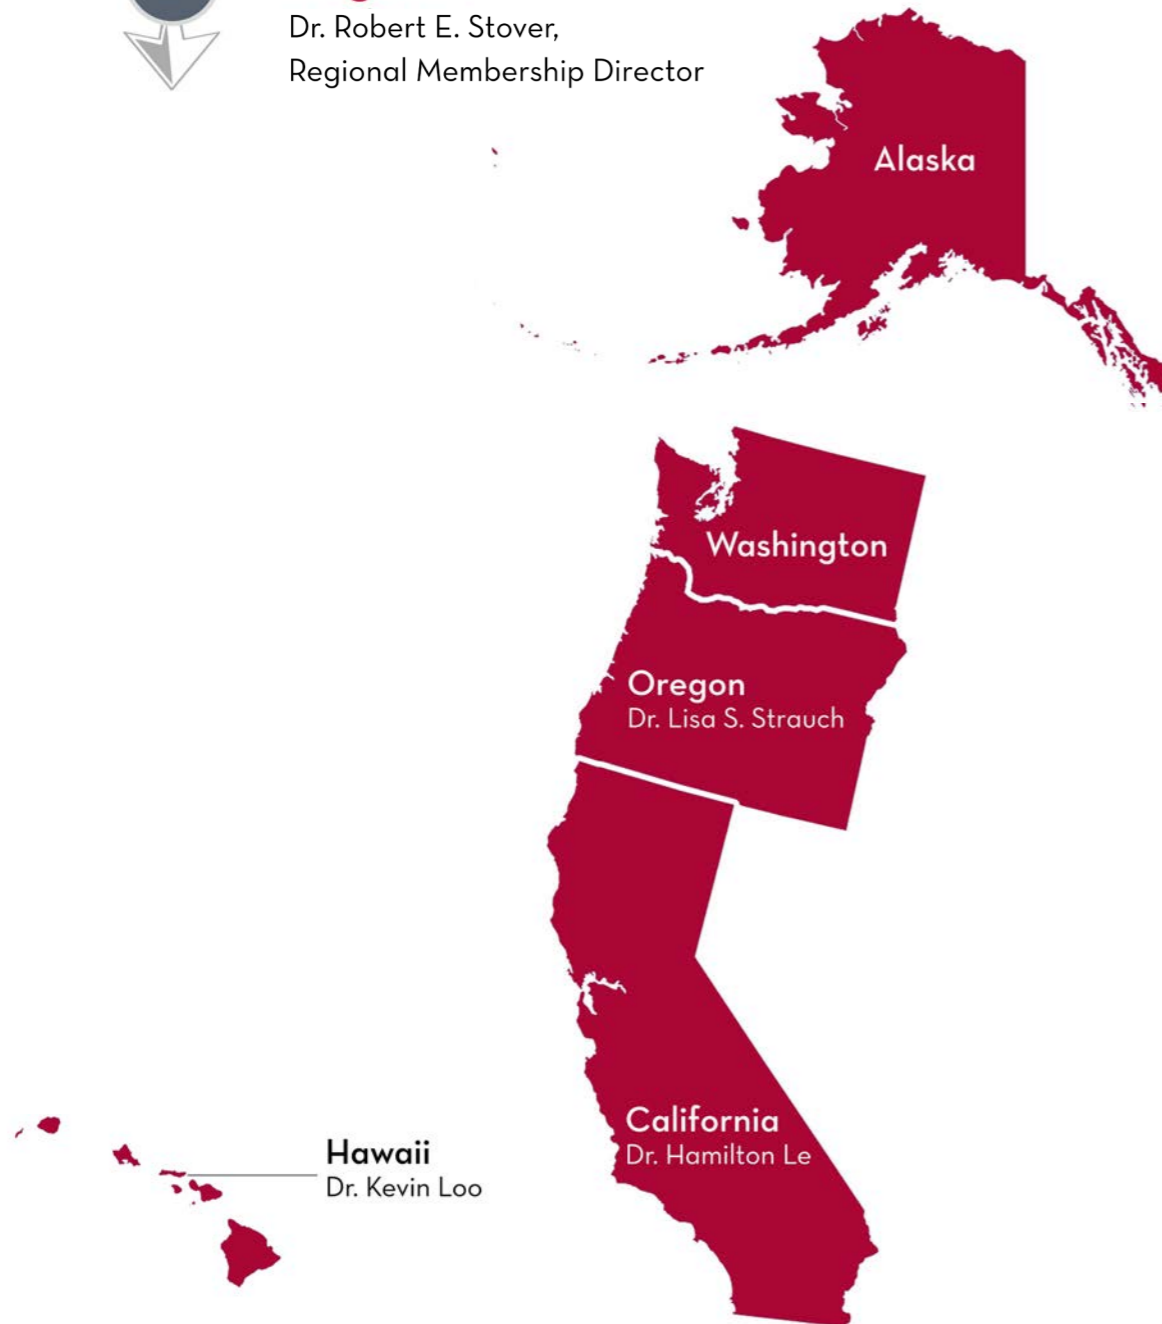 Dr. Robert E. Stover,
Regional Membership Director
Alaska
Washington
Oregon
Dr. Lisa S. Strauch
California
Dr. Hamilton Le
Hawaii
Dr. Kevin Loo